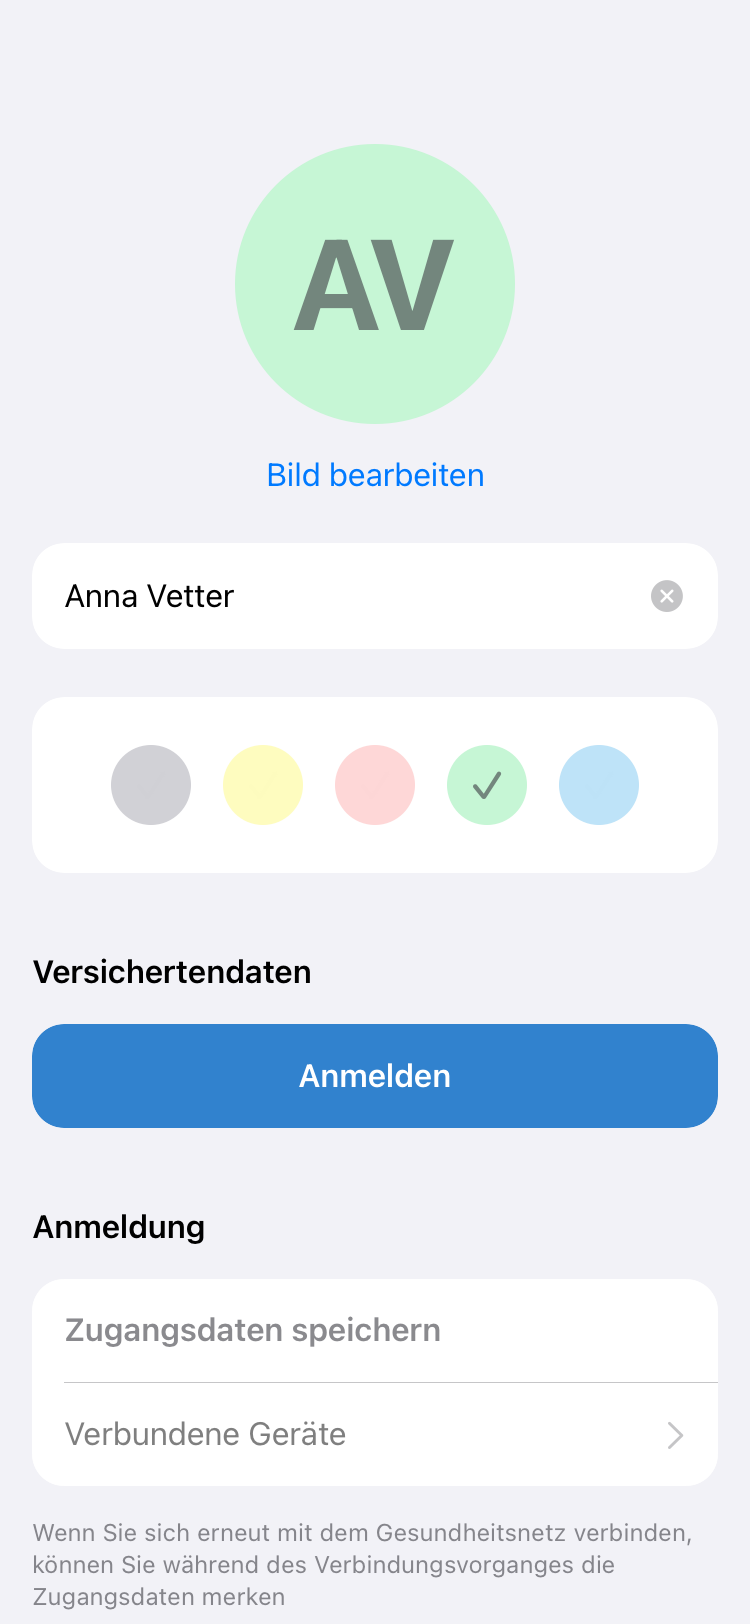 AV
Bild bearbeiten
Anna Vetter
Versichertendaten
Anmelden
Anmeldung
Zugangsdaten speichern
Verbundene Geräte
Wenn Sie sich erneut mit dem Gesundheitsnetz verbinden,
können Sie während des Verbindungsvorganges die
Zugangsdaten merken